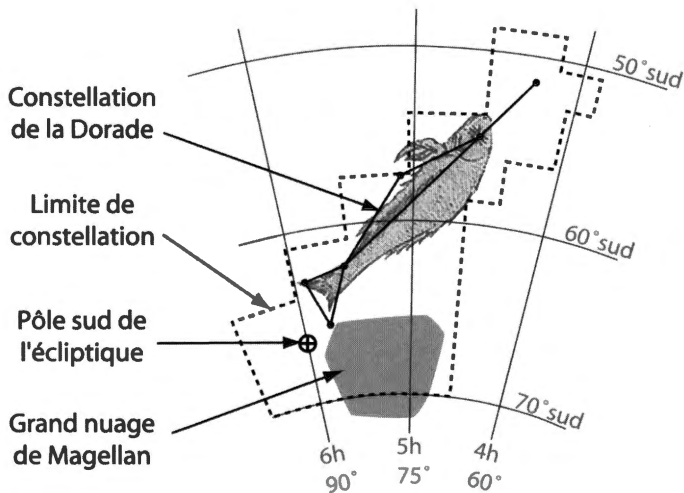 50°sud
Constellation
de la Dorade
Limite de
constellation
60°sud
Pôle sud de
l'écliptique
Grand nuage
de Magellan
70°sud
6h
5h
4h
90°
75°
60°